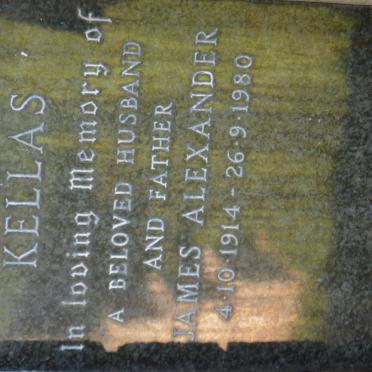 KELLAS
In loving Memory of
A BELOVED HUSBAND
AND FATHER
JAMES ALEXANDER
4·10·1914 - 26·9·1980